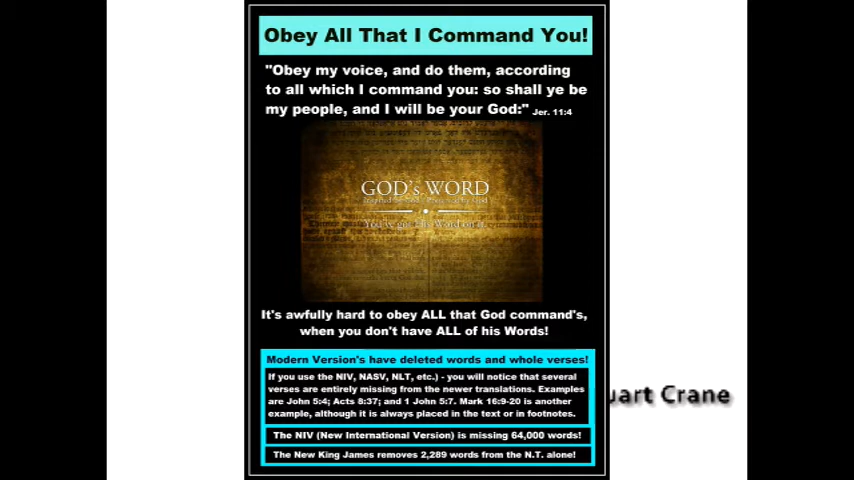 Obey All That I Command You!
"Obey my voice, and do them, according
to all which I command you: so shall ye be
my people, and I will be your God:" Jer. 11:4
GOD's WORD
You've got His Word on it.
It's awfully hard to obey ALL that God command's,
when you don't have ALL of his Words!
Modern Version's have deleted words and whole verses!
If you use the NIV, NASV, NLT, etc.) - you will notice that several
verses are entirely missing from the newer translations. Examples
are John 5:4; Acts 8:37; and 1 John 5:7. Mark 16:9-20 is another
example, although it is always placed in the text or in footnotes.
uart Crane
The NIV (New International Version) is missing 64,000 words!
The New King James removes 2,289 words from the N.T. alone!